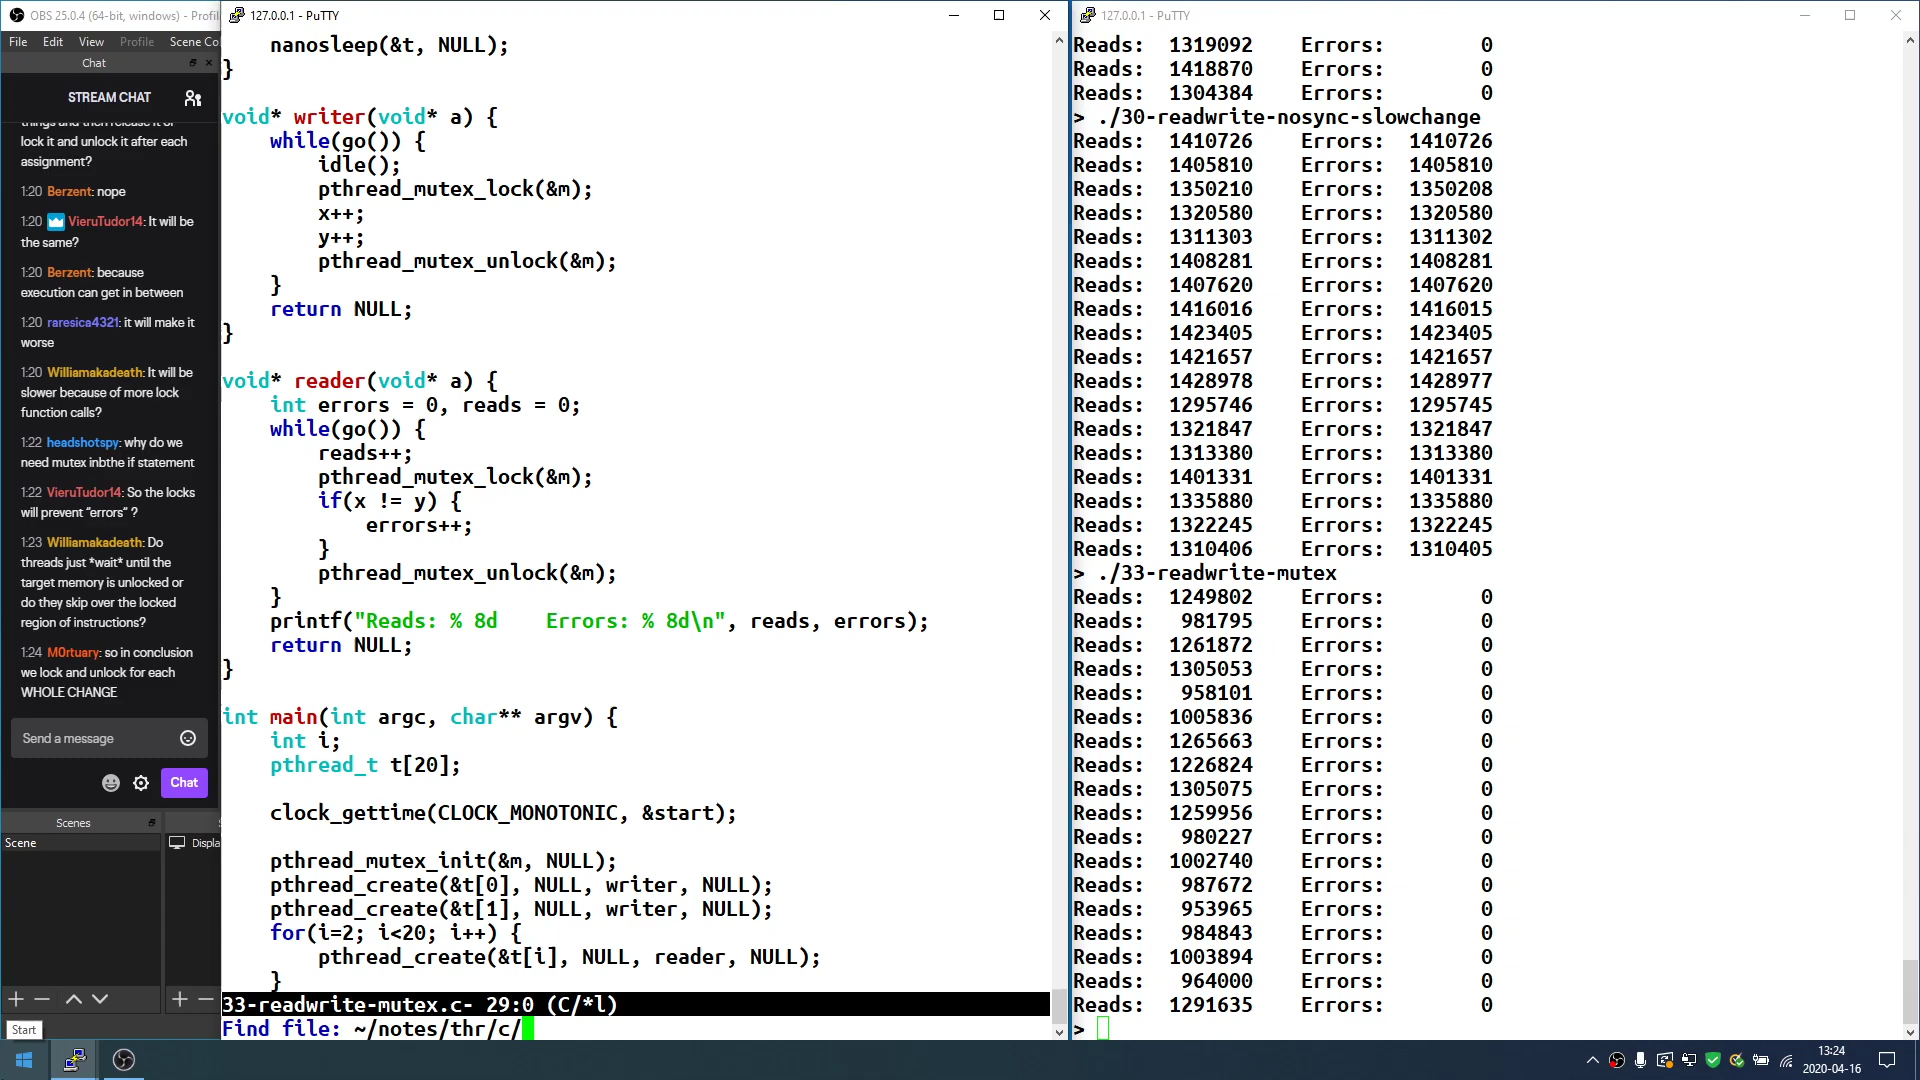 OBS 25.0.4 (64-bit, windows) - Profil
File Edit View Profile Scene Co
Chat
STREAM CHAT
things and then release it or
lock it and unlock it after each
assignment?
1:20 Berzent: nope
1:20 VieruTudor14: It will be
the same?
1:20 Berzent: because
execution can get in between
1:20 raresica4321: it will make it
worse
1:20 Williamakadeath: It will be
slower because of more lock
function calls?
1:22 headshotspy: why do we
need mutex inbthe if statement
1:22 VieruTudor14: So the locks
will prevent “errors” ?
1:23 Williamakadeath: Do
threads just *wait* until the
target memory is unlocked or
do they skip over the locked
region of instructions?
1:24 M0rtuary: so in conclusion
we lock and unlock for each
WHOLE CHANGE
Send a message
Chat
Scenes
Scene
Displa
Start
127.0.0.1 - PuTTY
nanosleep(&t, NULL);
}
void* writer(void* a) {
while(go()) {
idle();
pthread_mutex_lock(&m);
x++;
y++;
pthread_mutex_unlock(&m);
}
return NULL;
}
void* reader(void* a) {
int errors = 0, reads = 0;
while(go()) {
reads++;
pthread_mutex_lock(&m);
if(x != y) {
errors++;
}
pthread_mutex_unlock(&m);
}
printf("Reads: % 8d    Errors: % 8d\n", reads, errors);
return NULL;
}
int main(int argc, char** argv) {
int i;
pthread_t t[20];
clock_gettime(CLOCK_MONOTONIC, &start);
pthread_mutex_init(&m, NULL);
pthread_create(&t[0], NULL, writer, NULL);
pthread_create(&t[1], NULL, writer, NULL);
for(i=2; i<20; i++) {
pthread_create(&t[i], NULL, reader, NULL);
}
33-readwrite-mutex.c- 29:0 (C/*l)
Find file: ~/notes/thr/c/
127.0.0.1 - PuTTY
Reads:  1319092    Errors:        0
Reads:  1418870    Errors:        0
Reads:  1304384    Errors:        0
> ./30-readwrite-nosync-slowchange
Reads:  1410726    Errors:  1410726
Reads:  1405810    Errors:  1405810
Reads:  1350210    Errors:  1350208
Reads:  1320580    Errors:  1320580
Reads:  1311303    Errors:  1311302
Reads:  1408281    Errors:  1408281
Reads:  1407620    Errors:  1407620
Reads:  1416016    Errors:  1416015
Reads:  1423405    Errors:  1423405
Reads:  1421657    Errors:  1421657
Reads:  1428978    Errors:  1428977
Reads:  1295746    Errors:  1295745
Reads:  1321847    Errors:  1321847
Reads:  1313380    Errors:  1313380
Reads:  1401331    Errors:  1401331
Reads:  1335880    Errors:  1335880
Reads:  1322245    Errors:  1322245
Reads:  1310406    Errors:  1310405
> ./33-readwrite-mutex
Reads:  1249802    Errors:        0
Reads:   981795    Errors:        0
Reads:  1261872    Errors:        0
Reads:  1305053    Errors:        0
Reads:   958101    Errors:        0
Reads:  1005836    Errors:        0
Reads:  1265663    Errors:        0
Reads:  1226824    Errors:        0
Reads:  1305075    Errors:        0
Reads:  1259956    Errors:        0
Reads:   980227    Errors:        0
Reads:  1002740    Errors:        0
Reads:   987672    Errors:        0
Reads:   953965    Errors:        0
Reads:   984843    Errors:        0
Reads:  1003894    Errors:        0
Reads:   964000    Errors:        0
Reads:  1291635    Errors:        0
>
13:24
2020-04-16